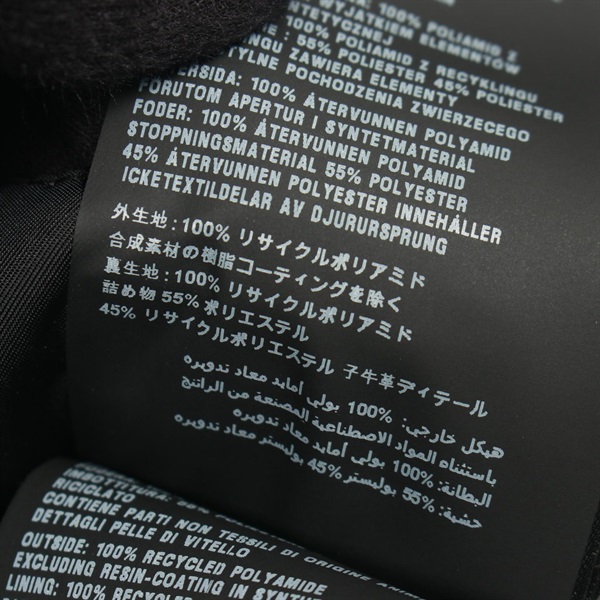 100% POLIAMID Z
WYJĄTKIEM ELEMENTÓW
SYNTETYCZNEJ
100% POLIAMID Z RECYKLINGU
: 55% POLIESTER 45% POLIESTER
RECYKLINGU ZAWIERA ELEMENTY
POCHODZENIA ZWIERZĘCEGO
YTTERSIDA: 100% ÅTERVUNNEN POLYAMID
FÖRUTOM APERTUR I SYNTETMATERIAL
FODER: 100% ÅTERVUNNEN POLYAMID
STOPPNINGSMATERIAL 55% POLYESTER
45% ÅTERVUNNEN POLYESTER INNEHÅLLER
ICKETEXTILDELAR AV DJURURSPRUNG
外生地：100% リサイクルポリアミド
合成素材の樹脂コーティングを除く
裏生地：100% リサイクルポリアミド
詰め物 55% ポリエステル
45% リサイクルポリエステル 子牛革ディテール
هيكل خارجي: 100% بولي أمايد معاد تدويره
باستثناء المواد الاصطناعية المصنعة من الراتنج
البطانة: 100% بولي أمايد معاد تدويره
حشية: 55% بوليستر 45% بوليستر معاد تدويره
RICICLATO
CONTIENE PARTI NON TESSILI DI ORIGINE
DETTAGLI PELLE DI VITELLO
OUTSIDE: 100% RECYCLED POLYAMIDE
EXCLUDING RESIN-COATING IN
LINING: 100% RECYCLED